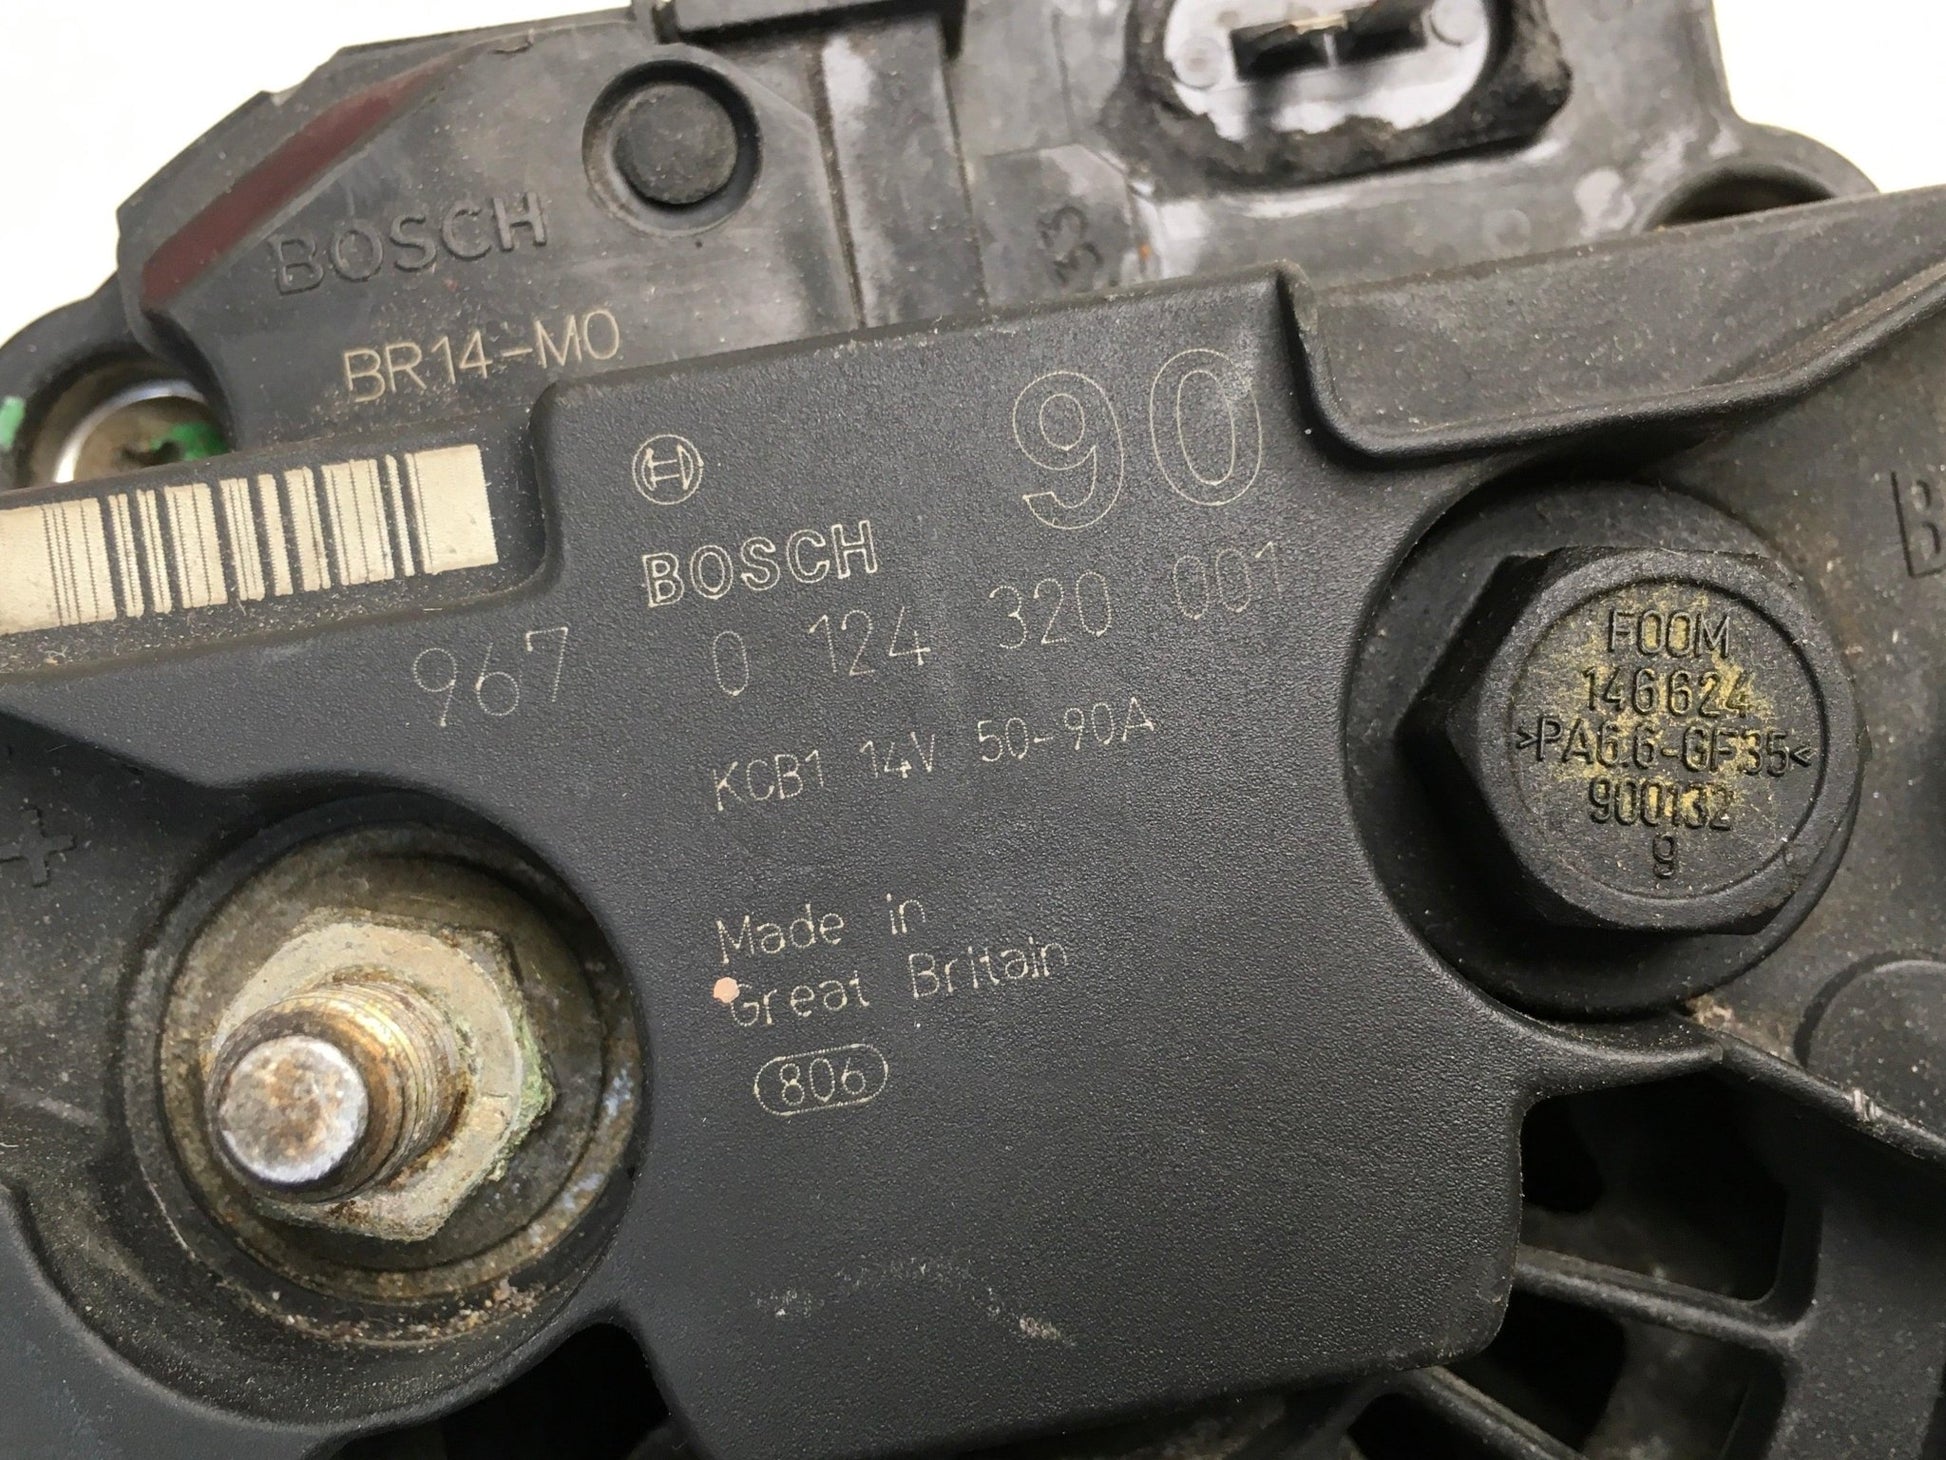 BOSCH
BR14-M0
33
90
BOSCH
967
0 124 320 001
KCB1 14V 50-90A
Made in
Great Britain
806
F00M
146624
>PA6.6-GF35<
900132
9
B
+